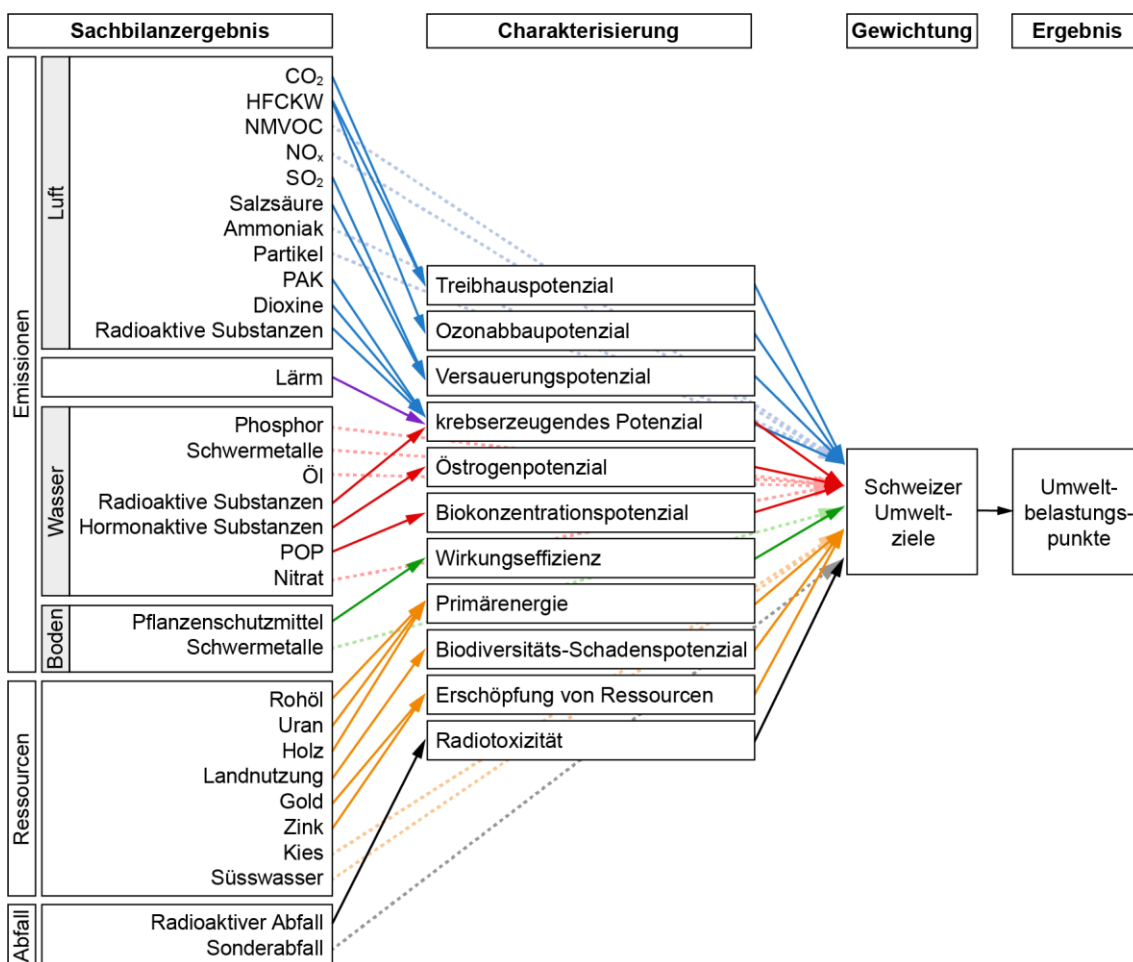 Sachbilanzergebnis
Charakterisierung
Gewichtung
Ergebnis
Emissionen
Luft
CO₂
HFCKW
NMVOC
NOₓ
SO₂
Salzsäure
Ammoniak
Partikel
PAK
Dioxine
Radioaktive Substanzen
Lärm
Wasser
Phosphor
Schwermetalle
Öl
Radioaktive Substanzen
Hormonaktive Substanzen
POP
Nitrat
Boden
Pflanzenschutzmittel
Schwermetalle
Ressourcen
Rohöl
Uran
Holz
Landnutzung
Gold
Zink
Kies
Süsswasser
Abfall
Radioaktiver Abfall
Sonderabfall
Treibhauspotenzial
Ozonabbaupotenzial
Versauerungspotenzial
krebserzeugendes Potenzial
Östrogenpotenzial
Biokonzentrationspotenzial
Wirkungseffizienz
Primärenergie
Biodiversitäts-Schadenspotenzial
Erschöpfung von Ressourcen
Radiotoxizität
Schweizer
Umwelt-
ziele
Umwelt-
belastungs-
punkte